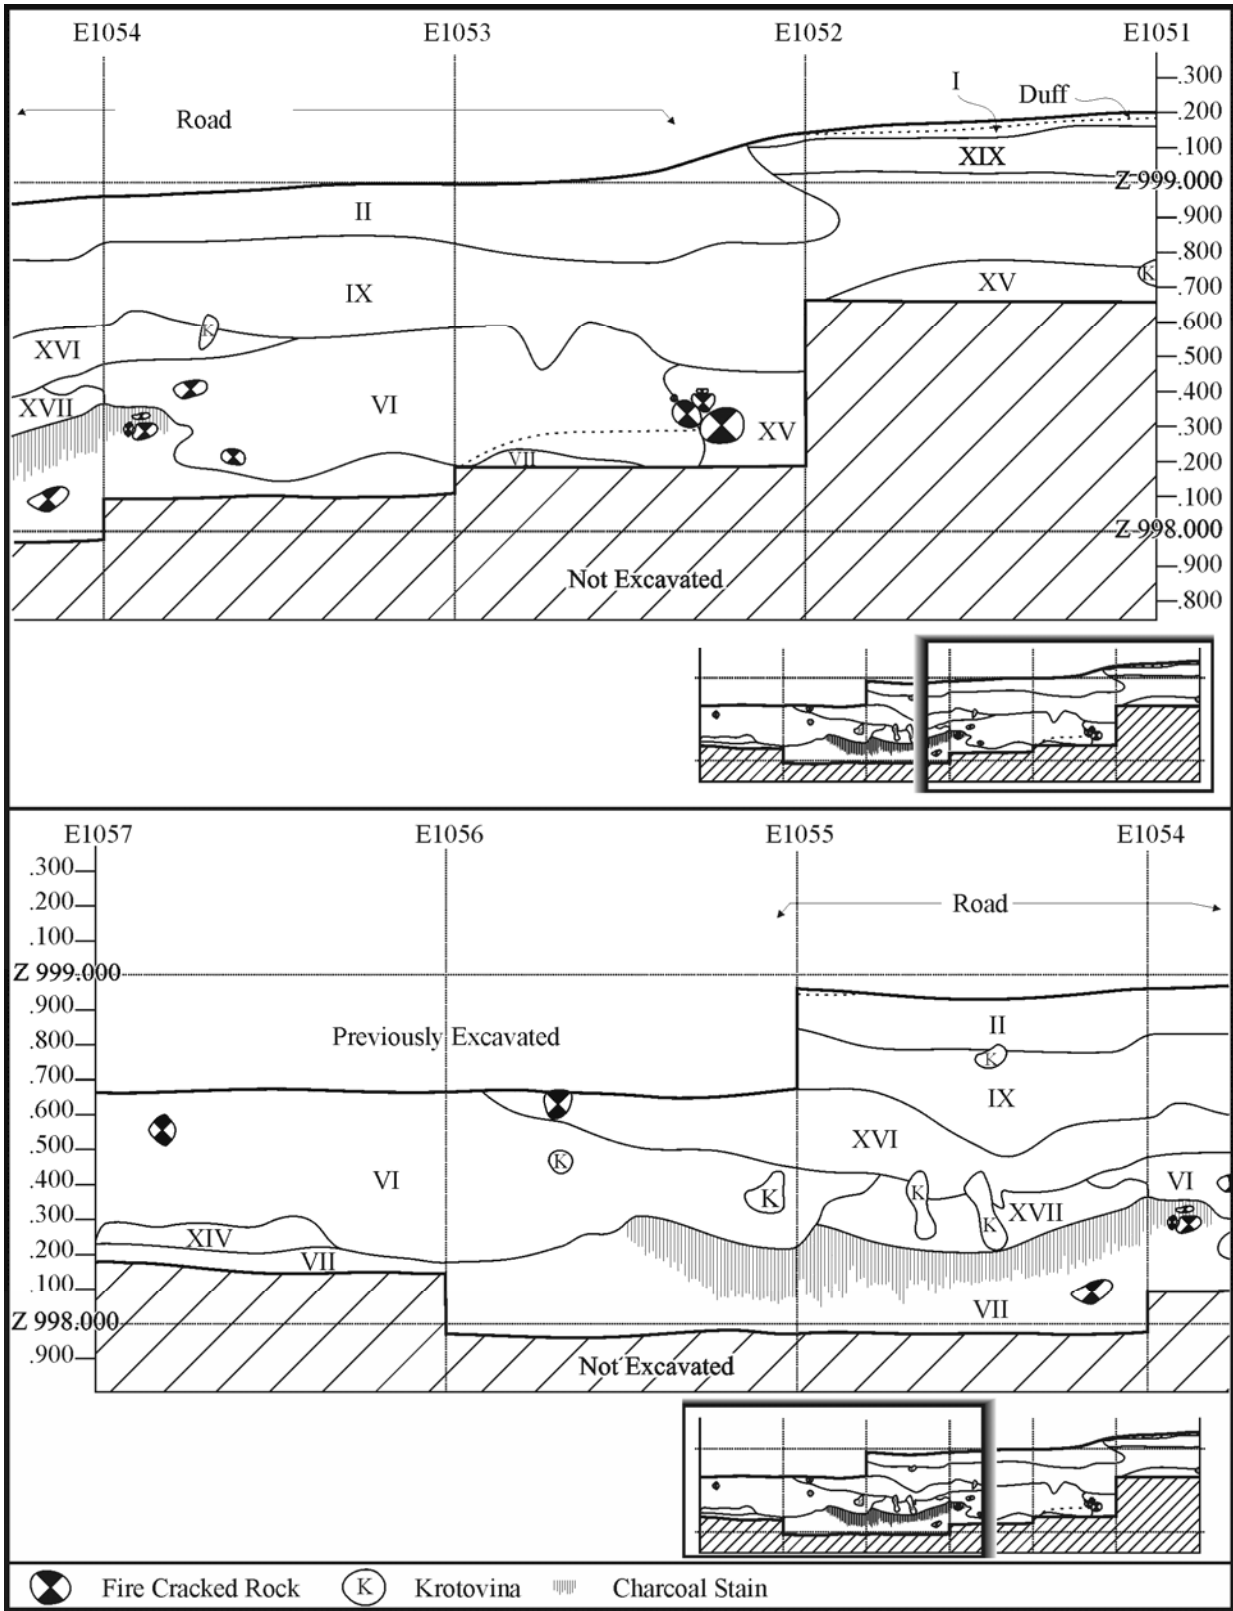 E1054 E1053 E1052 E1051
.300
I Duff .200
Road
.100
XIX
Z 999.000
II .900
.800
K
XV .700
IX
.600
K
XVI .500
.400
XVII VI
XV .300
VII .200
.100
Z 998.000
.900
Not Excavated
.800
E1057 E1056 E1055 E1054
.300
.200
Road
.100
Z 999.000
.900
II
Previously Excavated
.800
K
.700
IX
.600
XVI
.500
K
.400 VI VI
K K
.300 XVII
K
XIV
.200
VII
.100
VII
Z 998.000
.900
Not Excavated
Fire Cracked Rock K Krotovina Charcoal Stain